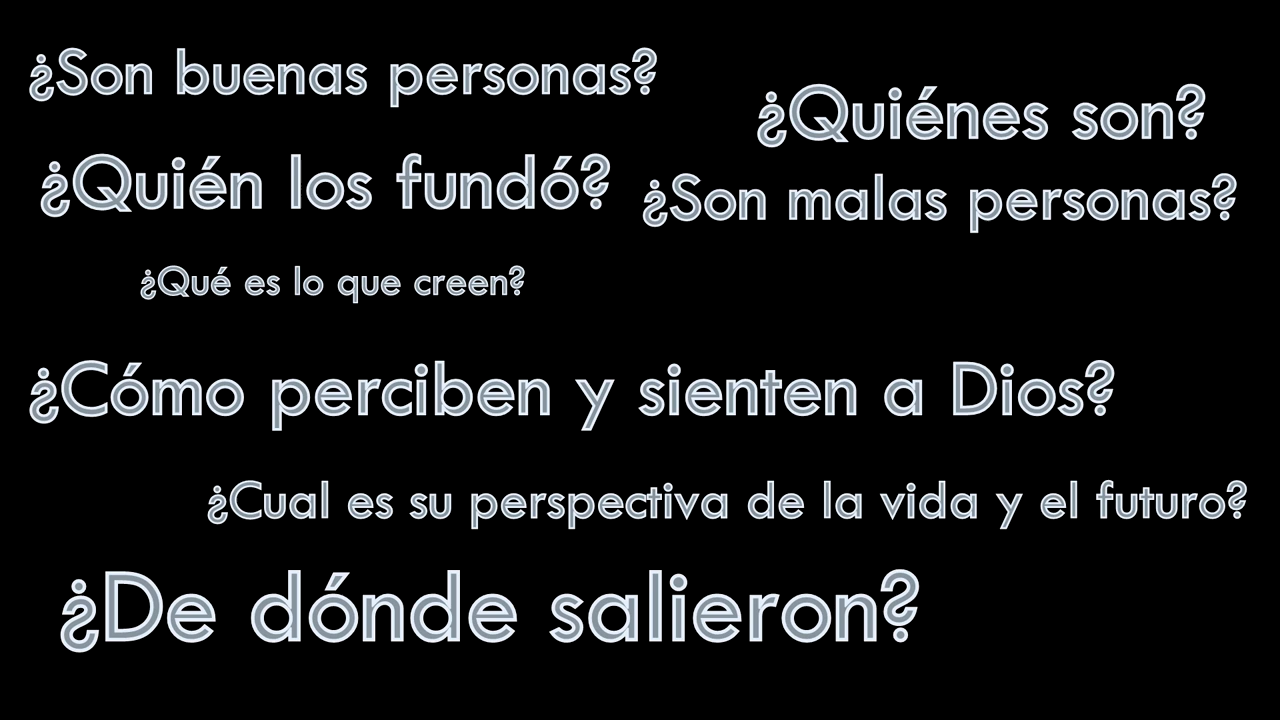 ¿Son buenas personas?
¿Quiénes son?
¿Quién los fundó?
¿Son malas personas?
¿Qué es lo que creen?
¿Cómo perciben y sienten a Dios?
¿Cual es su perspectiva de la vida y el futuro?
¿De dónde salieron?